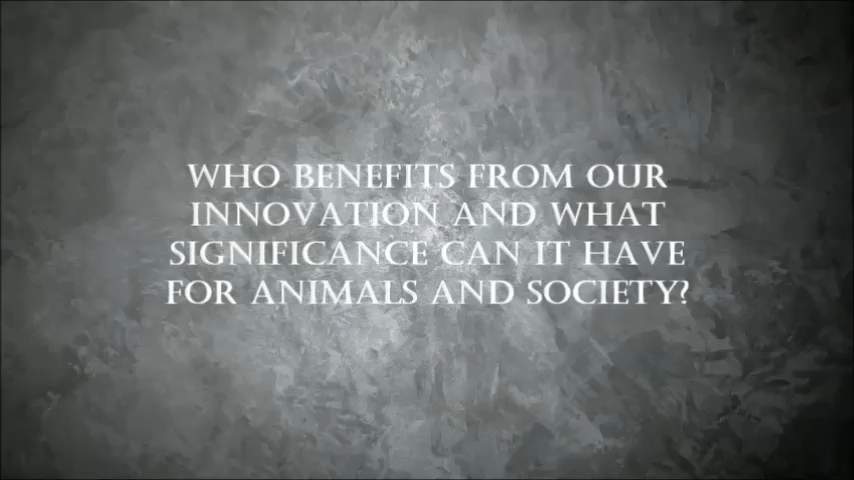 WHO BENEFITS FROM OUR
INNOVATION AND WHAT
SIGNIFICANCE CAN IT HAVE
FOR ANIMALS AND SOCIETY?